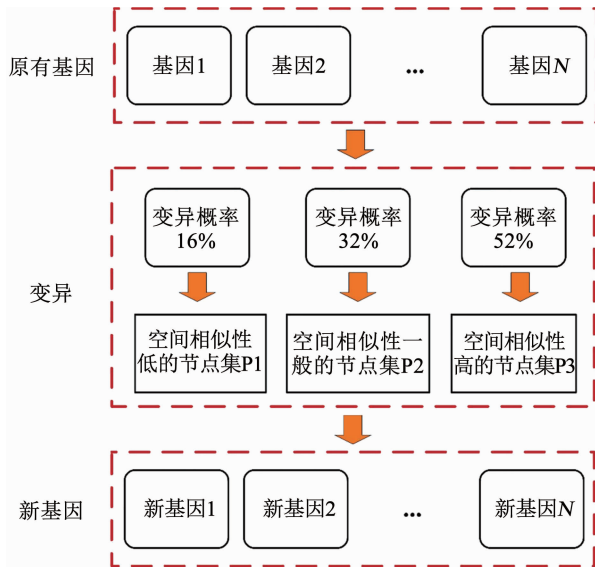 原有基因
基因1
基因2
...
基因N
变异
变异概率
16%
变异概率
32%
变异概率
52%
空间相似性
低的节点集P1
空间相似性一
般的节点集P2
空间相似性
高的节点集P3
新基因
新基因1
新基因2
...
新基因N